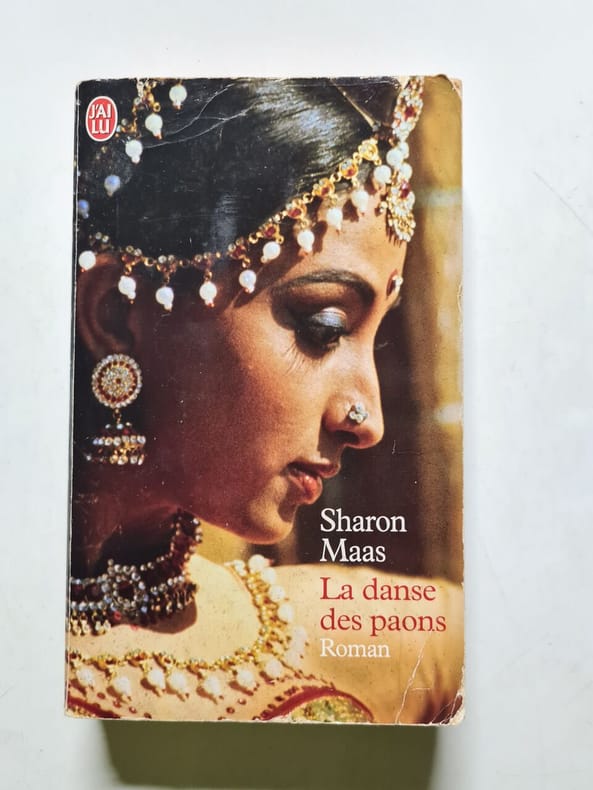 J'AI
LU
Sharon
Maas
La danse
des paons
Roman